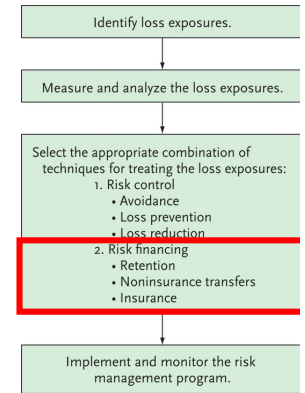 Identify loss exposures.
Measure and analyze the loss exposures.
Select the appropriate combination of
techniques for treating the loss exposures:
1. Risk control
• Avoidance
• Loss prevention
• Loss reduction
2. Risk financing
• Retention
• Noninsurance transfers
• Insurance
Implement and monitor the risk
management program.